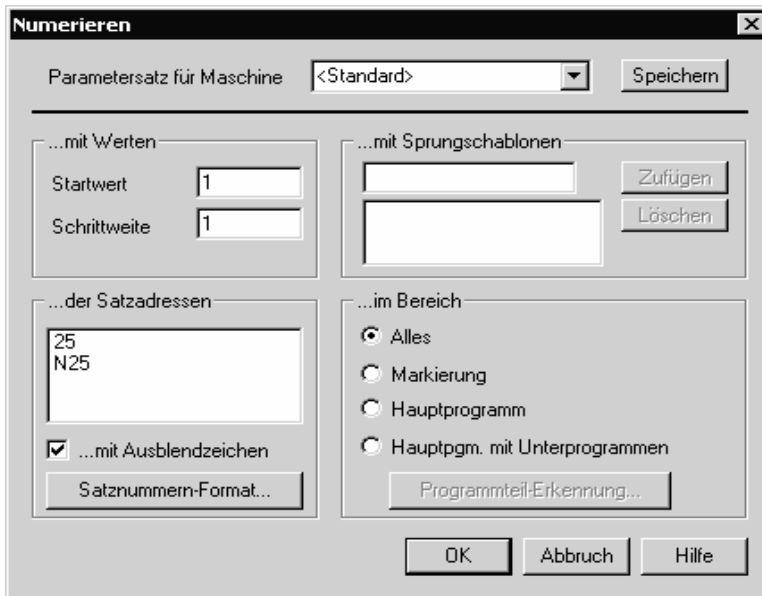 Numerieren
Parametersatz für Maschine
<Standard>
Speichern
...mit Werten
Startwert
1
Schrittweite
1
...mit Sprungschablonen
Zufügen
Löschen
...der Satzadressen
25
N25
...mit Ausblendzeichen
Satznummern-Format...
...im Bereich
Alles
Markierung
Hauptprogramm
Hauptpgm. mit Unterprogrammen
Programmteil-Erkennung...
OK
Abbruch
Hilfe